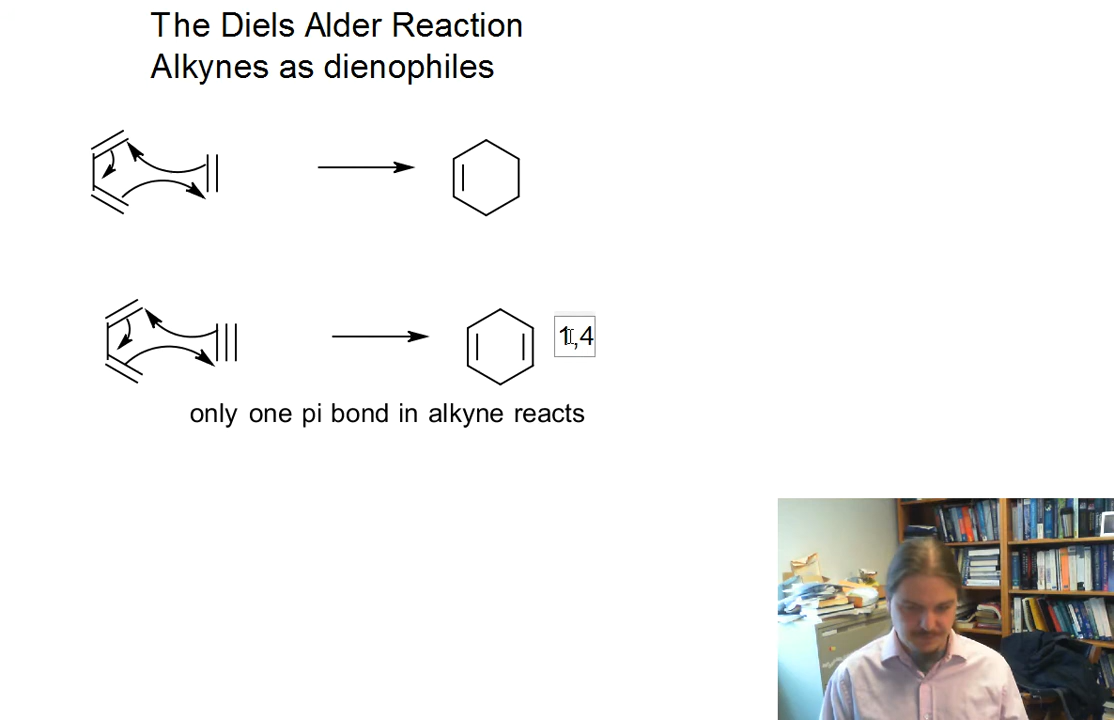 The Diels Alder Reaction
Alkynes as dienophiles
1,4
only one pi bond in alkyne reacts